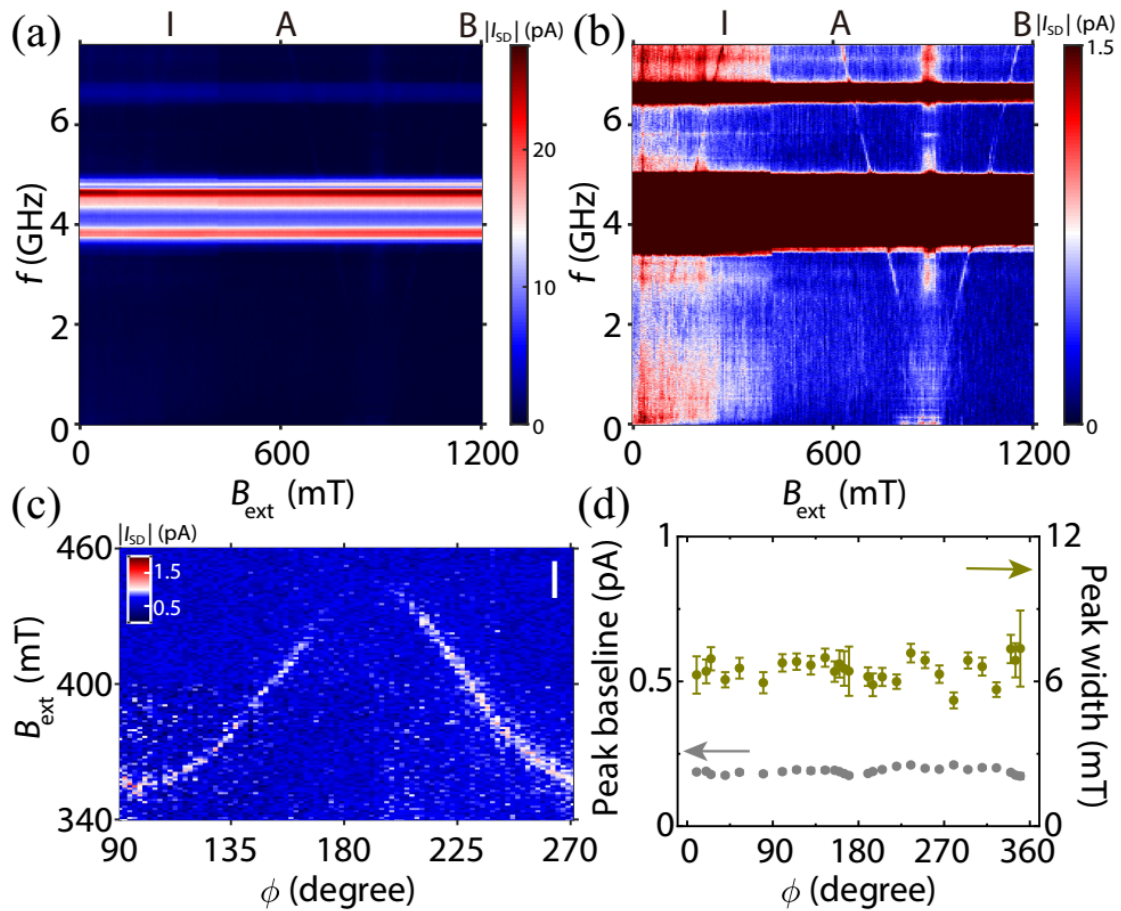 (a) I A B |I_SD| (pA)
6
4
2
0
f (GHz)
20
10
0
0 600 1200
B_ext (mT)
(b) I A B |I_SD| (pA)
6
4
2
0
f (GHz)
1.5
0
0 600 1200
B_ext (mT)
(c) |I_SD| (pA)
1.5
0.5
460
400
340
B_ext (mT)
90 135 180 225 270
ϕ (degree)
(d)
1
0.5
0
Peak baseline (pA)
12
6
0
Peak width (mT)
0 90 180 270 360
ϕ (degree)